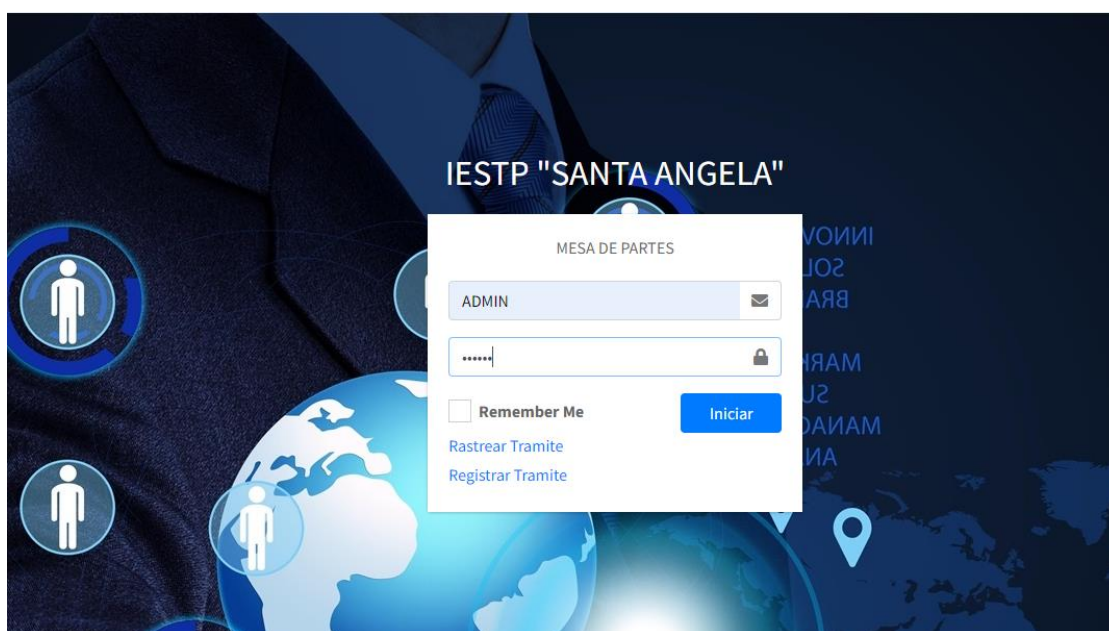 IESTP "SANTA ANGELA"
MESA DE PARTES
ADMIN
••••••
Remember Me
Iniciar
Rastrear Tramite
Registrar Tramite